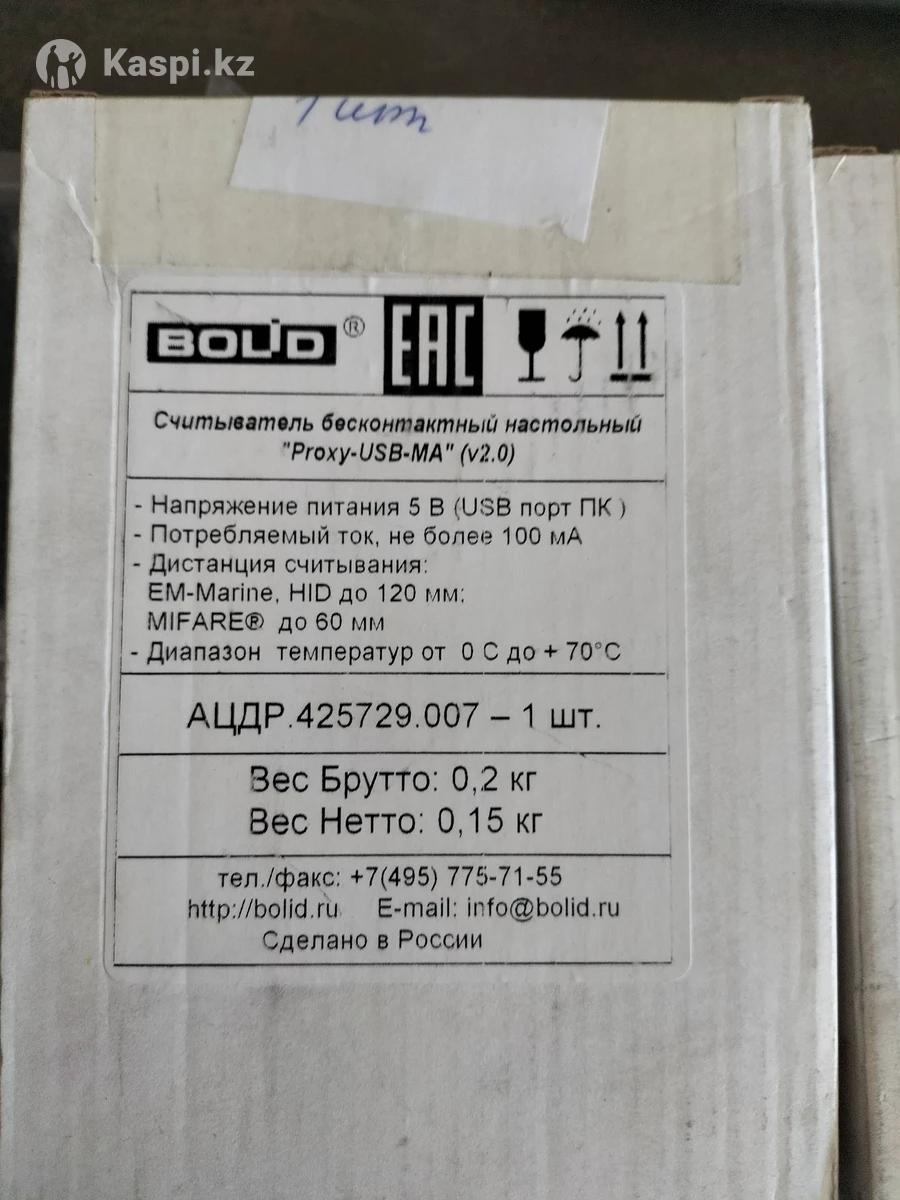 Kaspi.kz
1 шт
BOLID ®
EAC
Считыватель бесконтактный настольный
"Proxy-USB-MA" (v2.0)
- Напряжение питания 5 В (USB порт ПК )
- Потребляемый ток, не более 100 мА
- Дистанция считывания:
EM-Marine, HID до 120 мм;
MIFARE® до 60 мм
- Диапазон температур от 0 С до + 70°С
АЦДР.425729.007 – 1 шт.
Вес Брутто: 0,2 кг
Вес Нетто: 0,15 кг
тел./факс: +7(495) 775-71-55
http://bolid.ru E-mail: info@bolid.ru
Сделано в России